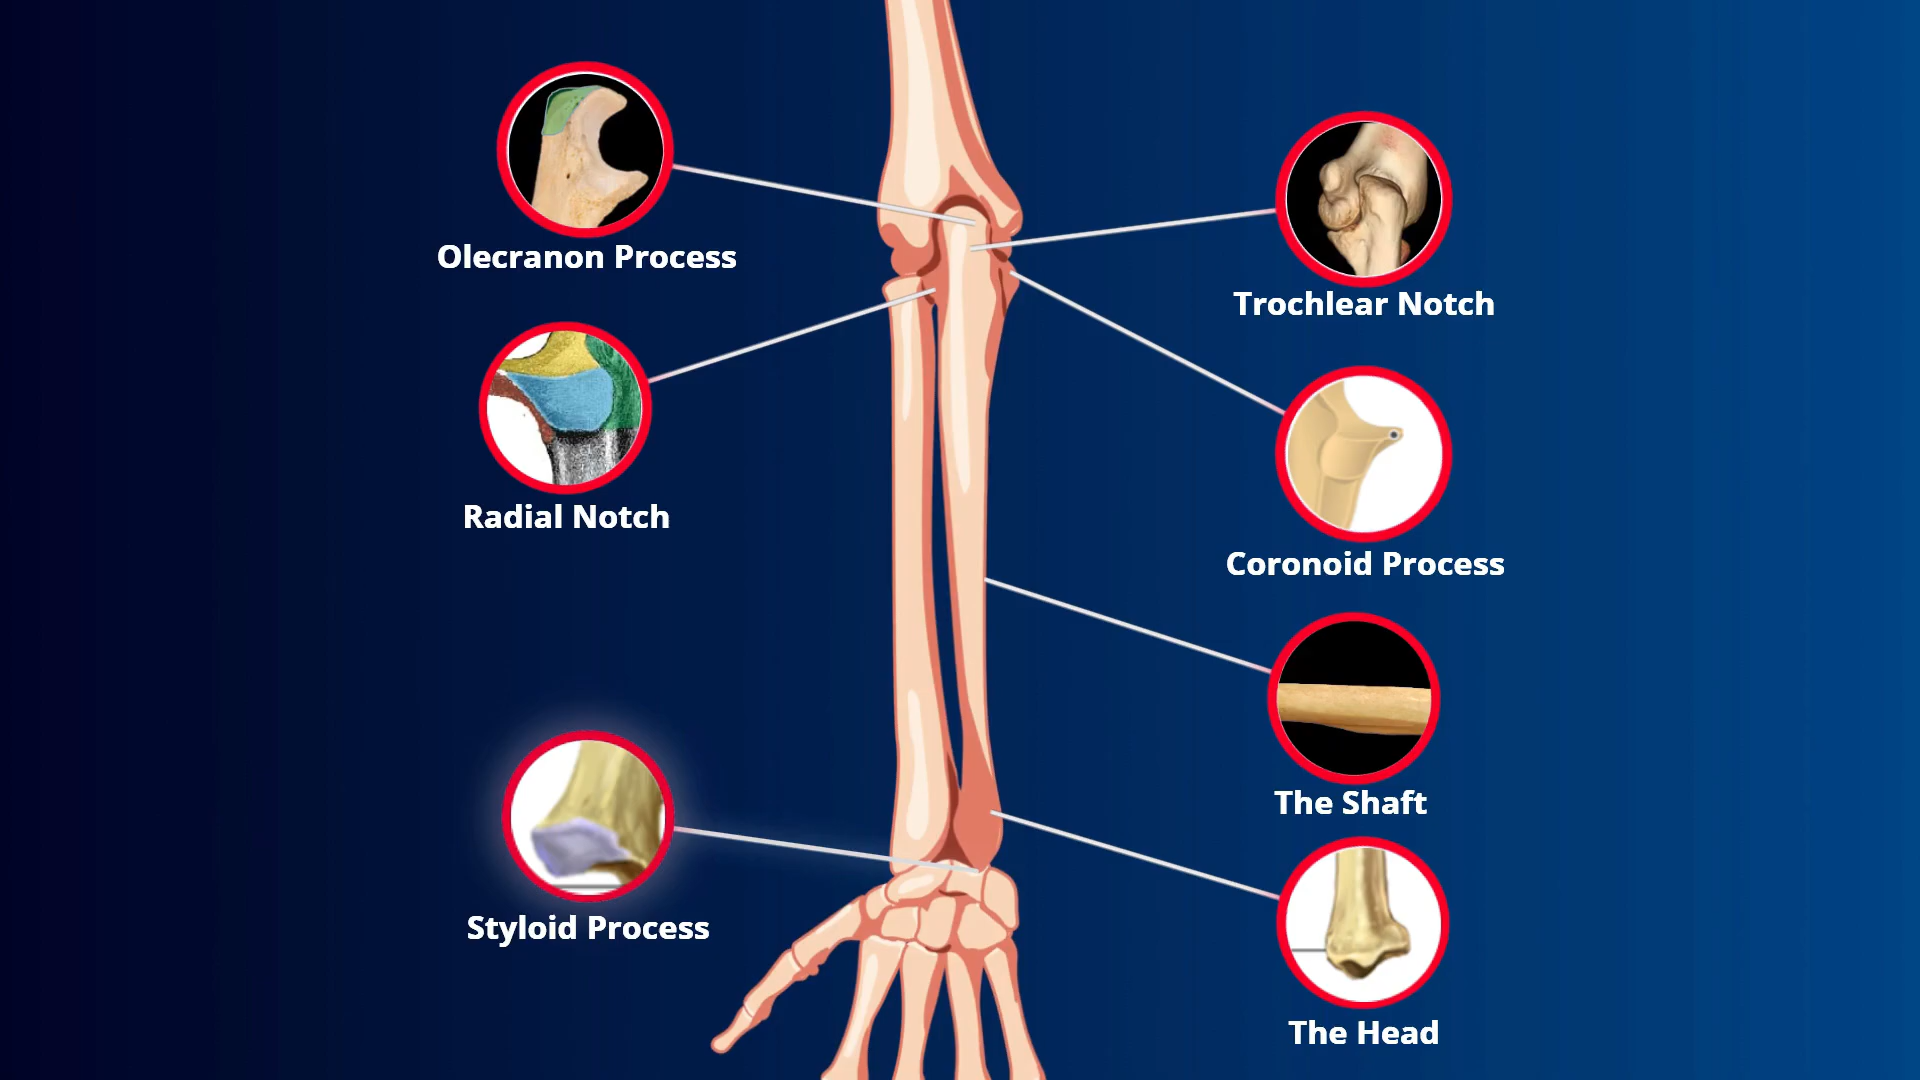 Olecranon Process
Trochlear Notch
Radial Notch
Coronoid Process
The Shaft
Styloid Process
The Head